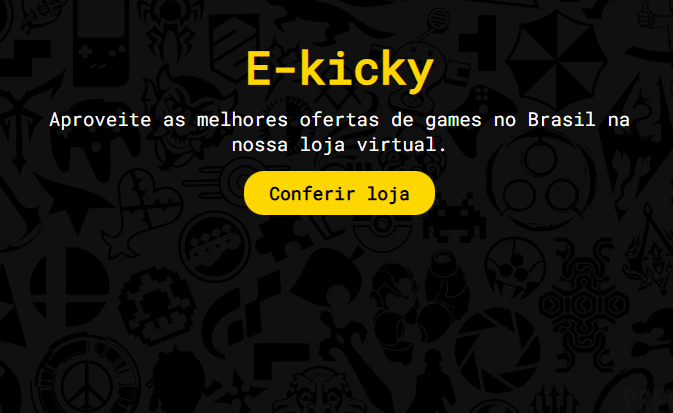 E-kicky
Aproveite as melhores ofertas de games no Brasil na
nossa loja virtual.
Conferir loja